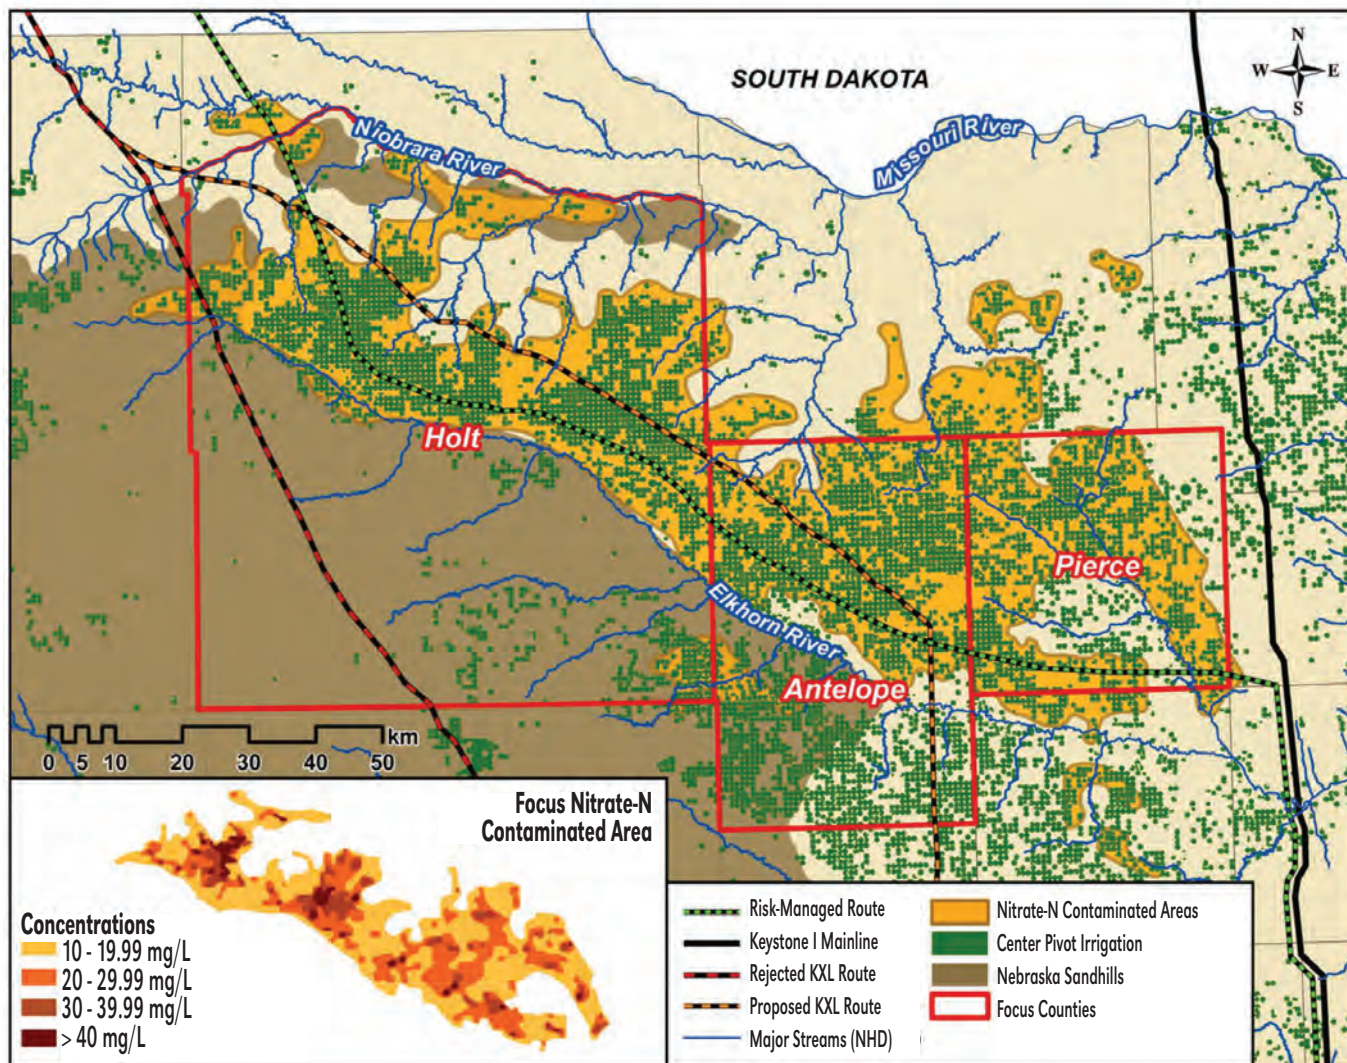 SOUTH DAKOTA
N
W E
S
Niobrara River
Missouri River
Holt
Pierce
Elkhorn River
Antelope
km
0 5 10 20 30 40 50
Focus Nitrate-N
Contaminated Area
Concentrations
10 - 19.99 mg/L
20 - 29.99 mg/L
30 - 39.99 mg/L
> 40 mg/L
Risk-Managed Route
Keystone I Mainline
Rejected KXL Route
Proposed KXL Route
Major Streams (NHD)
Nitrate-N Contaminated Areas
Center Pivot Irrigation
Nebraska Sandhills
Focus Counties